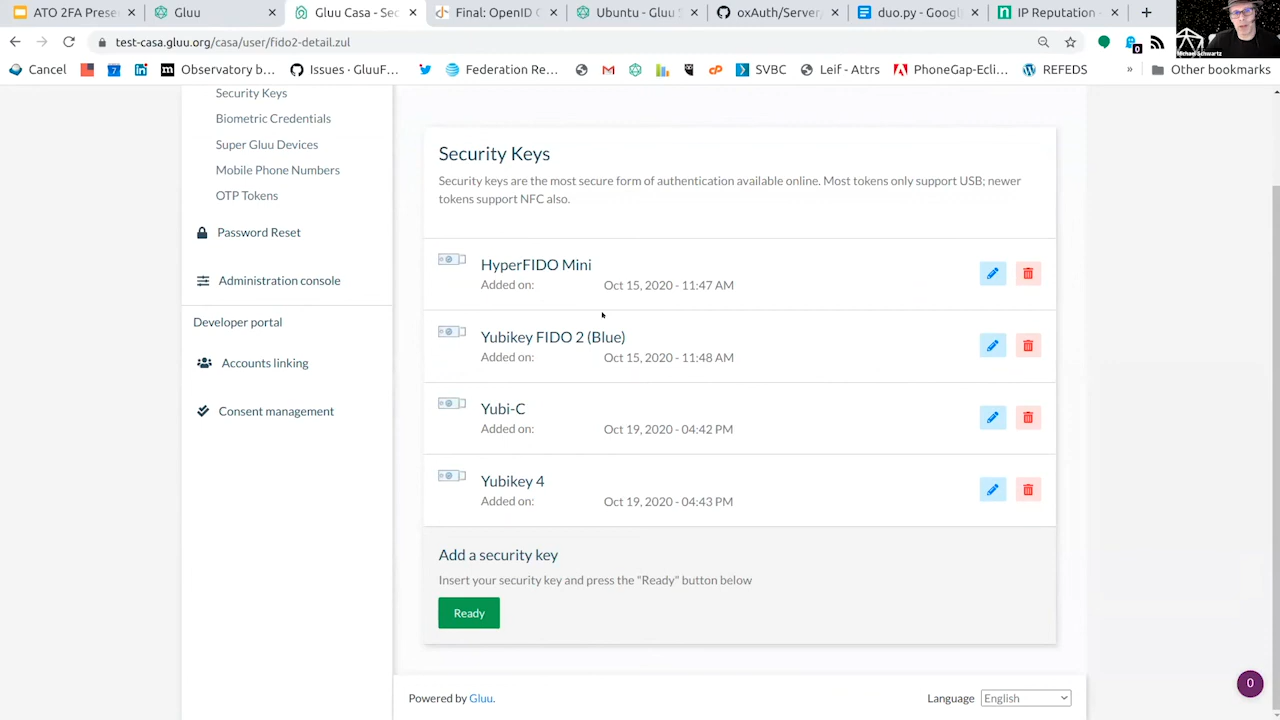 ATO 2FA Prese
Gluu
Gluu Casa - Sec
Final: OpenID C
Ubuntu - Gluu S
oxAuth/Server/
duo.py - Google
IP Reputation -
test-casa.gluu.org/casa/user/fido2-detail.zul
Michael Schwartz
Cancel
Observatory b...
Issues · GluuF...
Federation Re...
SVBC
Leif - Attrs
PhoneGap-Ecli...
REFEDS
»
Other bookmarks
Security Keys
Biometric Credentials
Super Gluu Devices
Mobile Phone Numbers
OTP Tokens
Password Reset
Administration console
Developer portal
Accounts linking
Consent management
Security Keys
Security keys are the most secure form of authentication available online. Most tokens only support USB; newer
tokens support NFC also.
HyperFIDO Mini
Added on: Oct 15, 2020 - 11:47 AM
Yubikey FIDO 2 (Blue)
Added on: Oct 15, 2020 - 11:48 AM
Yubi-C
Added on: Oct 19, 2020 - 04:42 PM
Yubikey 4
Added on: Oct 19, 2020 - 04:43 PM
Add a security key
Insert your security key and press the "Ready" button below
Ready
Powered by Gluu.
Language English
0